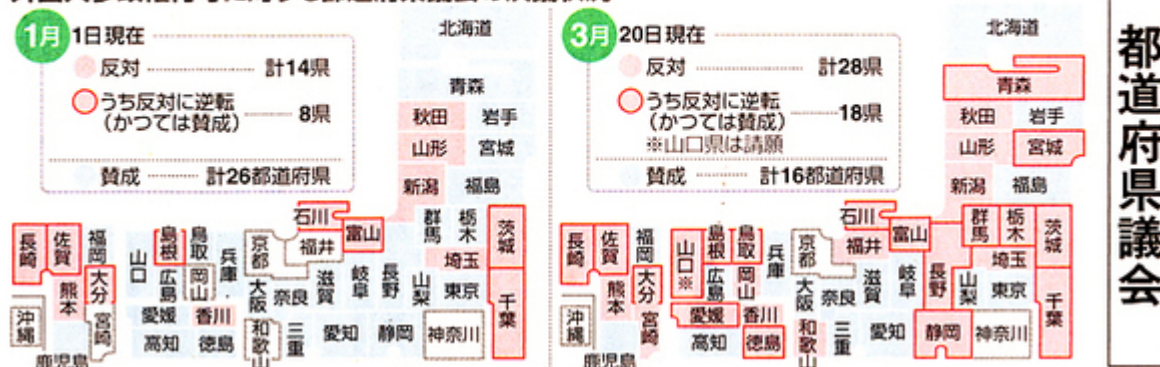 1月 1日現在
反対 計14県
うち反対に逆転 8県
(かつては賛成)
賛成 計26都道府県
北海道
青森
秋田 岩手
山形 宮城
新潟 福島
石川 富山 群馬 栃木 茨城
福井 埼玉
長崎 佐賀 福岡 山口 島根 鳥取 兵庫 京都 滋賀 岐阜 長野 山梨 東京 千葉
熊本 大分 広島 岡山 大阪 奈良
沖縄 宮崎 愛媛 香川 和歌山 三重 愛知 静岡 神奈川
鹿児島 高知 徳島
3月 20日現在
反対 計28県
うち反対に逆転 18県
(かつては賛成)
※山口県は請願
賛成 計16都道府県
北海道
青森
秋田 岩手
山形 宮城
新潟 福島
石川 富山 群馬 栃木 茨城
福井 埼玉
長崎 佐賀 福岡 山口※ 島根 鳥取 兵庫 京都 滋賀 岐阜 長野 山梨 東京 千葉
熊本 大分 広島 岡山 大阪 奈良
沖縄 宮崎 愛媛 香川 和歌山 三重 愛知 静岡 神奈川
鹿児島 高知 徳島
都道府県議会